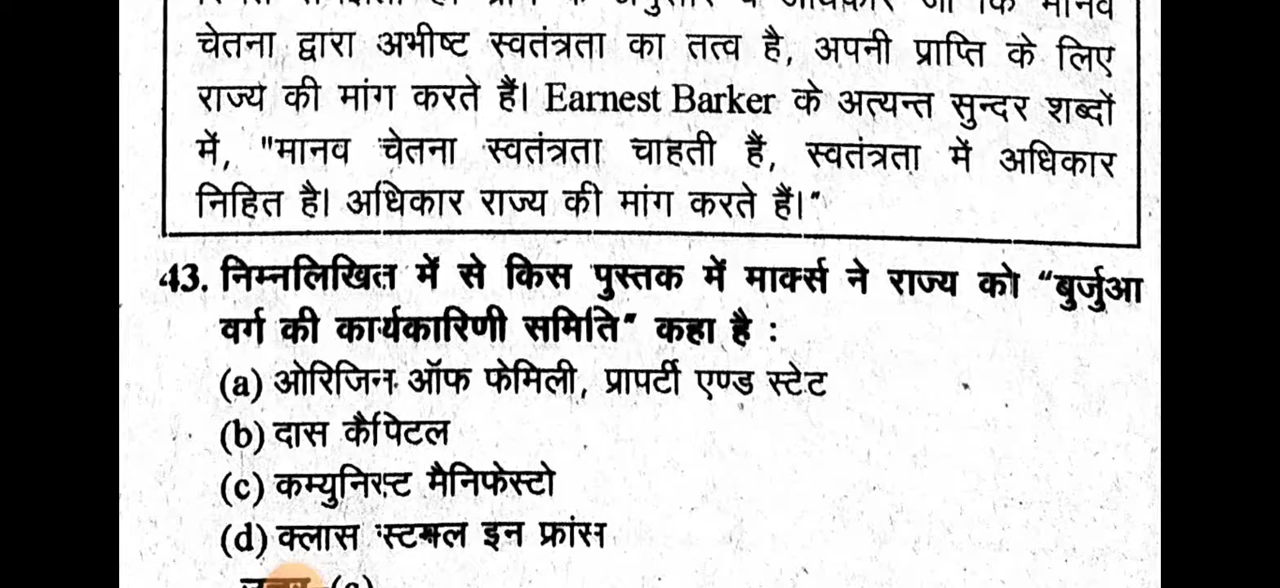 चेतना द्वारा अभीष्ट स्वतंत्रता का तत्व है, अपनी प्राप्ति के लिए
राज्य की मांग करते हैं। Earnest Barker के अत्यन्त सुन्दर शब्दों
में, "मानव चेतना स्वतंत्रता चाहती हैं, स्वतंत्रता में अधिकार
निहित है। अधिकार राज्य की मांग करते हैं।"
43. निम्नलिखित में से किस पुस्तक में मार्क्स ने राज्य को “बुर्जुआ
वर्ग की कार्यकारिणी समिति" कहा है :
(a) ओरिजिन ऑफ फेमिली, प्रापर्टी एण्ड स्टेट
(b) दास कैपिटल
(c) कम्युनिस्ट मैनिफेस्टो
(d) क्लास इन फ्रांस